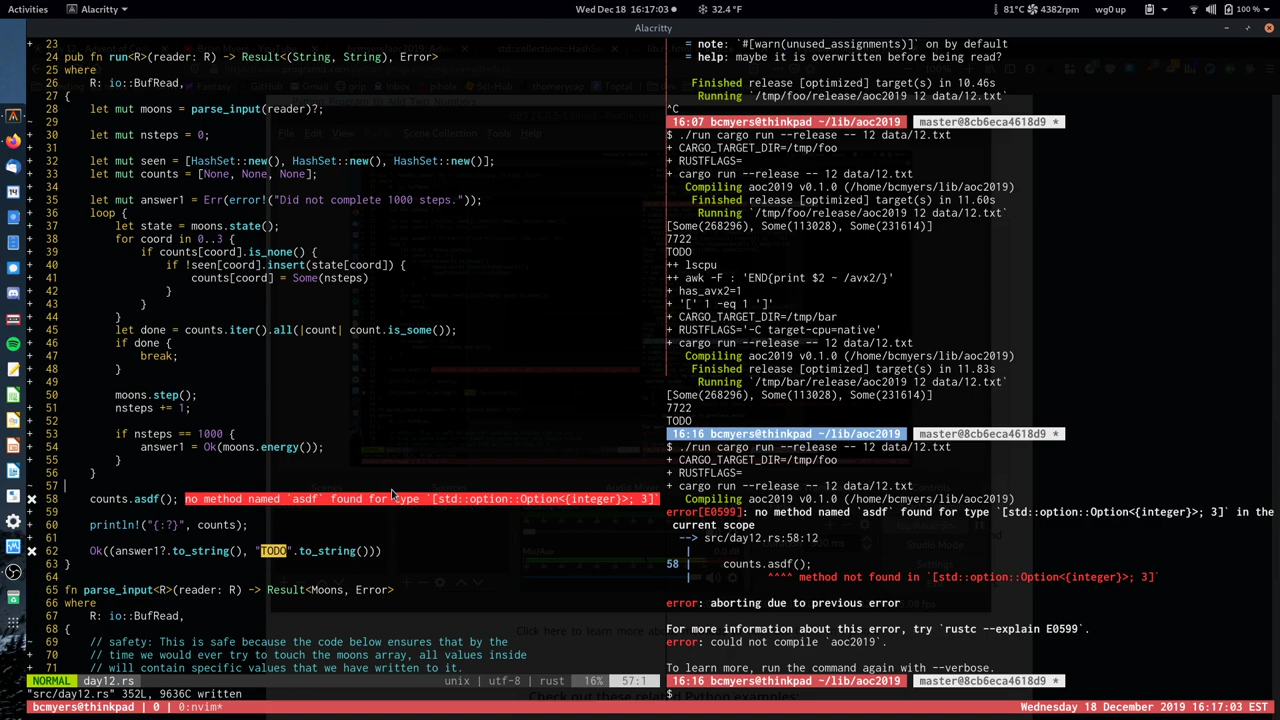 Activities
Alacritty
Wed Dec 18 16:17:03
32.4 °F
81°C
4382rpm
wg0 up
100 %
Alacritty
+ 23
24 pub fn run<R>(reader: R) -> Result<(String, String), Error>
25 where
26     R: io::BufRead,
27 {
+ 28     let mut moons = parse_input(reader)?;
~ 29
+ 30     let mut nsteps = 0;
+ 31
+ 32     let mut seen = [HashSet::new(), HashSet::new(), HashSet::new()];
+ 33     let mut counts = [None, None, None];
+ 34
+ 35     let mut answer1 = Err(error!("Did not complete 1000 steps."));
+ 36     loop {
+ 37         let state = moons.state();
+ 38         for coord in 0..3 {
+ 39             if counts[coord].is_none() {
+ 40                 if !seen[coord].insert(state[coord]) {
+ 41                     counts[coord] = Some(nsteps)
+ 42                 }
+ 43             }
+ 44         }
+ 45         let done = counts.iter().all(|count| count.is_some());
+ 46         if done {
+ 47             break;
+ 48         }
+ 49
50         moons.step();
+ 51         nsteps += 1;
+ 52
+ 53         if nsteps == 1000 {
+ 54             answer1 = Ok(moons.energy());
+ 55         }
56     }
~ 57
✖ 58     counts.asdf(); no method named `asdf` found for type `[std::option::Option<{integer}>; 3]`
+ 59
+ 60     println!("{:?}", counts);
+ 61
✖ 62     Ok((answer1?.to_string(), "TODO".to_string()))
63 }
64
65 fn parse_input<R>(reader: R) -> Result<Moons, Error>
66 where
67     R: io::BufRead,
68 {
~ 69     // safety: This is safe because the code below ensures that by the
~ 70     // time we would ever try to touch the moons array, all values inside
+ 71     // will contain specific values that we have written to it.
NORMAL day12.rs unix | utf-8 | rust 16% 57:1
"src/day12.rs" 352L, 9636C written
= note: `#[warn(unused_assignments)]` on by default
= help: maybe it is overwritten before being read?
Finished release [optimized] target(s) in 10.46s
Running `/tmp/foo/release/aoc2019 12 data/12.txt`
^C
16:07 bcmyers@thinkpad ~/lib/aoc2019 master@8cb6eca4618d9 *
$ ./run cargo run --release -- 12 data/12.txt
+ CARGO_TARGET_DIR=/tmp/foo
+ RUSTFLAGS=
+ cargo run --release -- 12 data/12.txt
Compiling aoc2019 v0.1.0 (/home/bcmyers/lib/aoc2019)
Finished release [optimized] target(s) in 11.60s
Running `/tmp/foo/release/aoc2019 12 data/12.txt`
[Some(268296), Some(113028), Some(231614)]
7722
TODO
++ lscpu
++ awk -F : 'END{print $2 ~ /avx2/}'
+ has_avx2=1
+ '[' 1 -eq 1 ']'
+ CARGO_TARGET_DIR=/tmp/bar
+ RUSTFLAGS='-C target-cpu=native'
+ cargo run --release -- 12 data/12.txt
Compiling aoc2019 v0.1.0 (/home/bcmyers/lib/aoc2019)
Finished release [optimized] target(s) in 11.83s
Running `/tmp/bar/release/aoc2019 12 data/12.txt`
[Some(268296), Some(113028), Some(231614)]
7722
TODO
16:16 bcmyers@thinkpad ~/lib/aoc2019 master@8cb6eca4618d9 *
$ ./run cargo run --release -- 12 data/12.txt
+ CARGO_TARGET_DIR=/tmp/foo
+ RUSTFLAGS=
+ cargo run --release -- 12 data/12.txt
Compiling aoc2019 v0.1.0 (/home/bcmyers/lib/aoc2019)
error[E0599]: no method named `asdf` found for type `[std::option::Option<{integer}>; 3]` in the
current scope
--> src/day12.rs:58:12
|
58 |     counts.asdf();
|            ^^^^ method not found in `[std::option::Option<{integer}>; 3]`
error: aborting due to previous error
For more information about this error, try `rustc --explain E0599`.
error: could not compile `aoc2019`.
To learn more, run the command again with --verbose.
16:16 bcmyers@thinkpad ~/lib/aoc2019 master@8cb6eca4618d9 *
$
bcmyers@thinkpad | 0 | 0:nvim*
Wednesday 18 December 2019 16:17:03 EST
Click here to learn more abou
Check out these related Python examples: